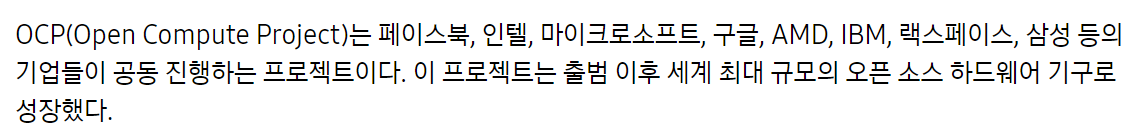 OCP(Open Compute Project)는 페이스북, 인텔, 마이크로소프트, 구글, AMD, IBM, 랙스페이스, 삼성 등의
기업들이 공동 진행하는 프로젝트이다. 이 프로젝트는 출범 이후 세계 최대 규모의 오픈 소스 하드웨어 기구로
성장했다.